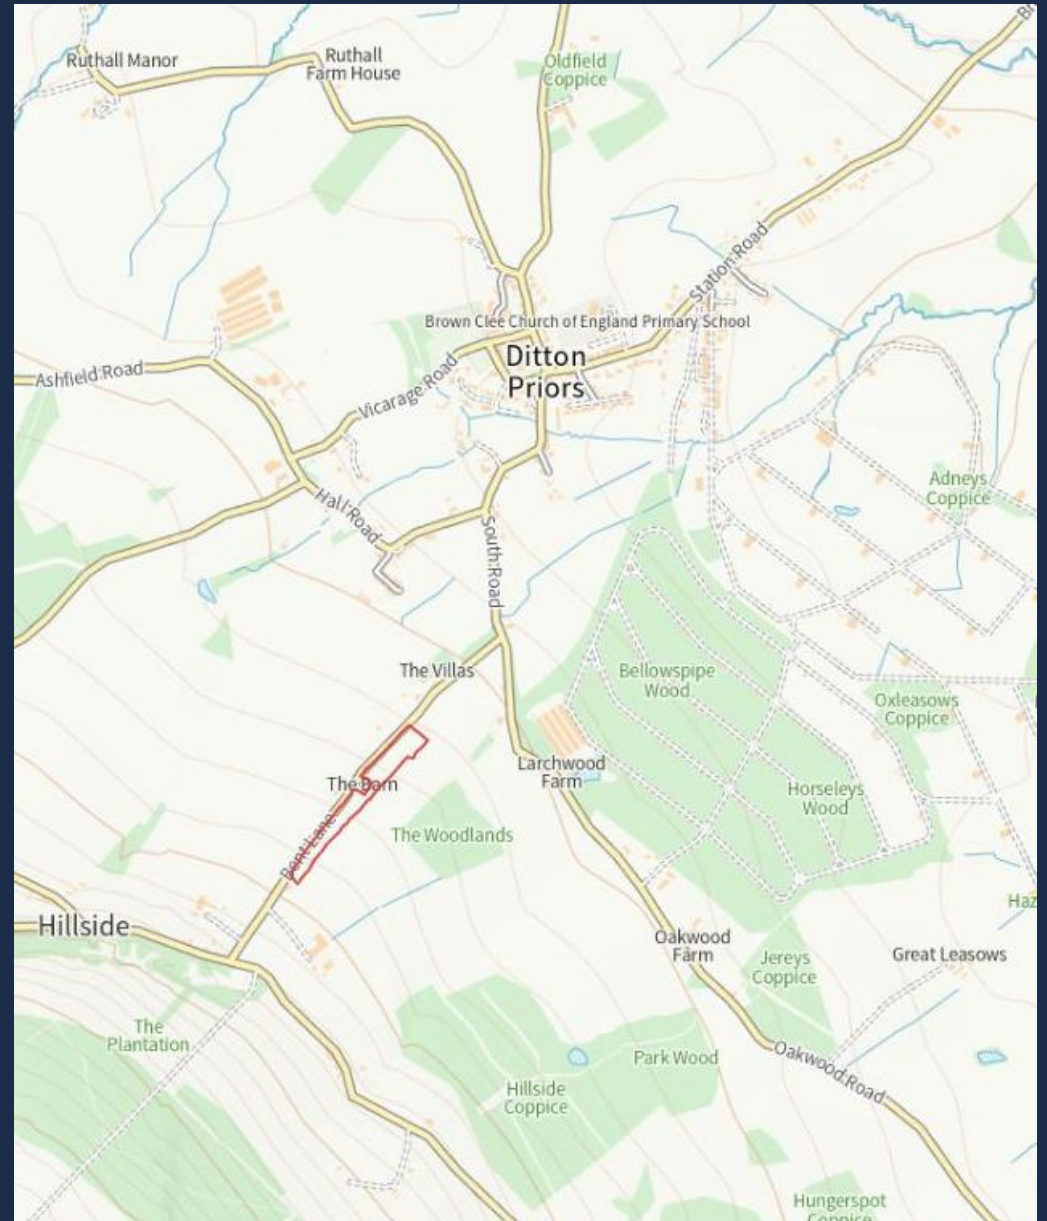 Ruthall Manor
Ruthall
Farm House
Oldfield
Coppice
Station Road
Brown Clee Church of England Primary School
Ditton
Priors
Ashfield Road
Vicarage Road
Hall Road
Adneys
Coppice
South Road
The Villas
Bellowspipe
Wood
Oxleasows
Coppice
Larchwood
Farm
The Barn
Horseleys
Wood
The Woodlands
Bent Lane
Haz
Hillside
Oakwood
Farm
Jereys
Coppice
Great Leasows
The
Plantation
Park Wood
Oakwood Road
Hillside
Coppice
Hungerspot
Coppice